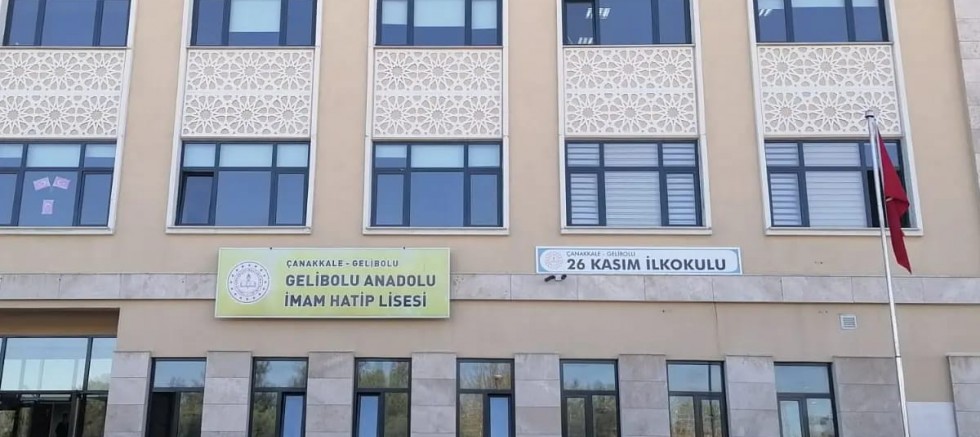 ÇANAKKALE - GELİBOLU
GELİBOLU ANADOLU
İMAM HATİP LİSESİ
ÇANAKKALE - GELİBOLU
26 KASIM İLKOKULU